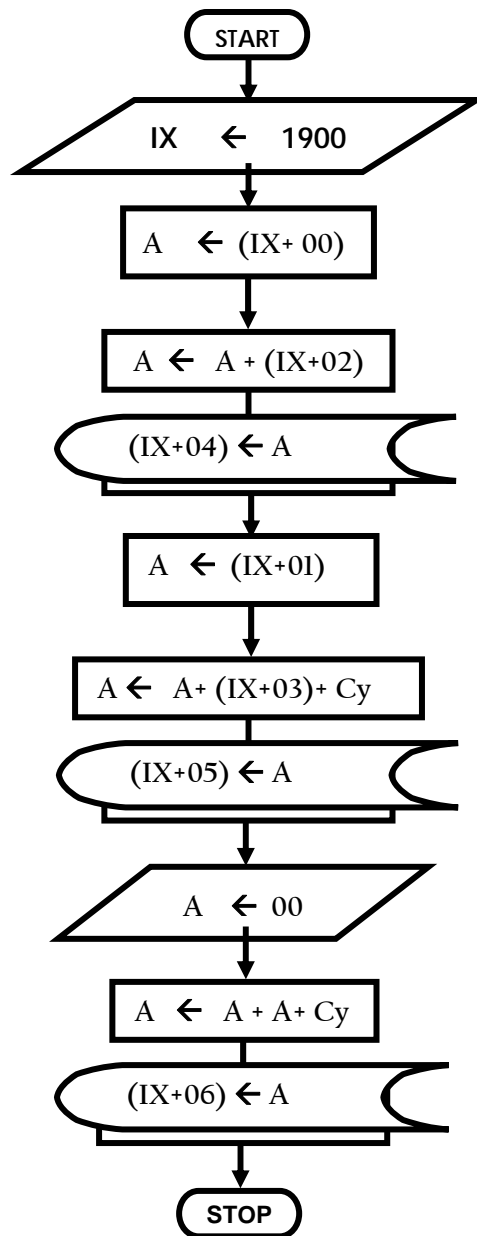 START
IX ← 1900
A ← (IX+ 00)
A ← A + (IX+02)
(IX+04) ← A
A ← (IX+01)
A ← A+ (IX+03)+ Cy
(IX+05) ← A
A ← 00
A ← A + A+ Cy
(IX+06) ← A
STOP